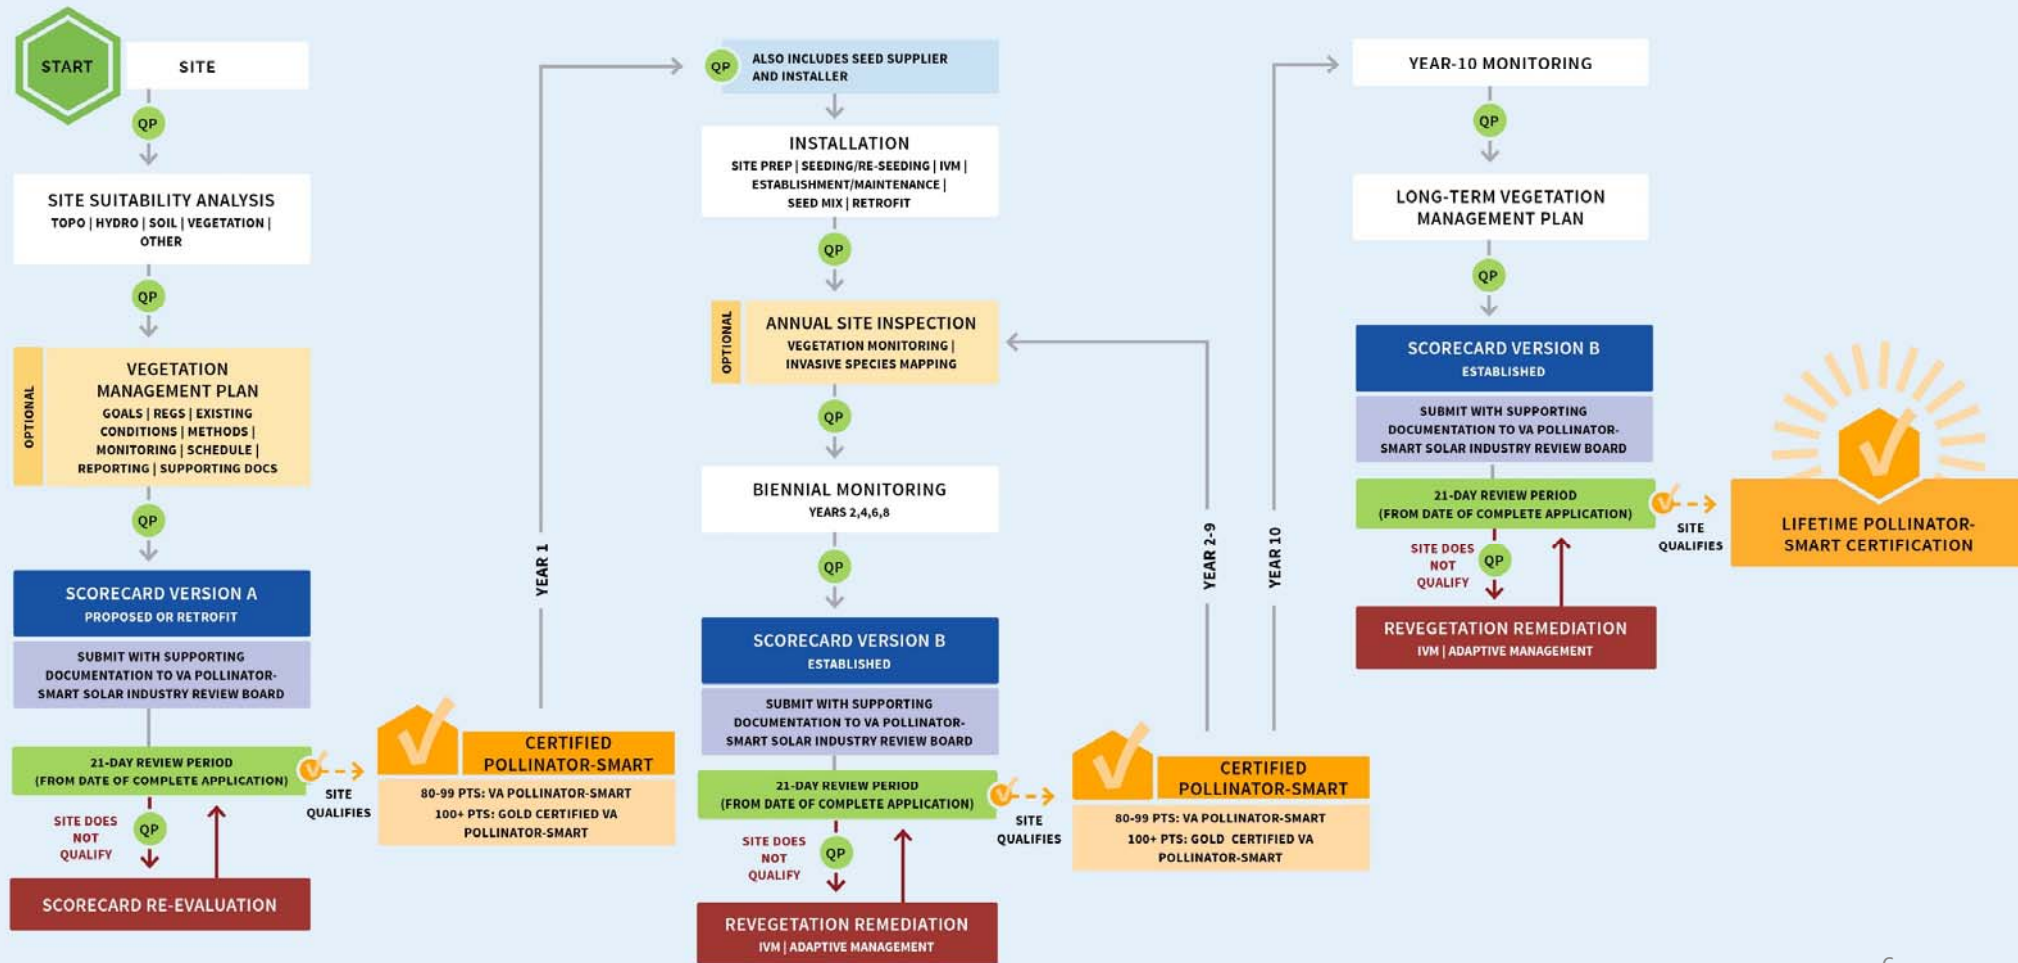 START
SITE
QP
SITE SUITABILITY ANALYSIS
TOPO | HYDRO | SOIL | VEGETATION |
OTHER
QP
OPTIONAL
VEGETATION
MANAGEMENT PLAN
GOALS | REGS | EXISTING
CONDITIONS | METHODS |
MONITORING | SCHEDULE |
REPORTING | SUPPORTING DOCS
QP
SCORECARD VERSION A
PROPOSED OR RETROFIT
SUBMIT WITH SUPPORTING
DOCUMENTATION TO VA POLLINATOR-
SMART SOLAR INDUSTRY REVIEW BOARD
21-DAY REVIEW PERIOD
(FROM DATE OF COMPLETE APPLICATION)
SITE
QUALIFIES
SITE DOES
NOT
QUALIFY
QP
SCORECARD RE-EVALUATION
CERTIFIED
POLLINATOR-SMART
80-99 PTS: VA POLLINATOR-SMART
100+ PTS: GOLD CERTIFIED VA
POLLINATOR-SMART
YEAR 1
QP
ALSO INCLUDES SEED SUPPLIER
AND INSTALLER
INSTALLATION
SITE PREP | SEEDING/RE-SEEDING | IVM |
ESTABLISHMENT/MAINTENANCE |
SEED MIX | RETROFIT
QP
OPTIONAL
ANNUAL SITE INSPECTION
VEGETATION MONITORING |
INVASIVE SPECIES MAPPING
QP
BIENNIAL MONITORING
YEARS 2,4,6,8
QP
SCORECARD VERSION B
ESTABLISHED
SUBMIT WITH SUPPORTING
DOCUMENTATION TO VA POLLINATOR-
SMART SOLAR INDUSTRY REVIEW BOARD
21-DAY REVIEW PERIOD
(FROM DATE OF COMPLETE APPLICATION)
SITE
QUALIFIES
SITE DOES
NOT
QUALIFY
QP
REVEGETATION REMEDIATION
IVM | ADAPTIVE MANAGEMENT
CERTIFIED
POLLINATOR-SMART
80-99 PTS: VA POLLINATOR-SMART
100+ PTS: GOLD CERTIFIED VA
POLLINATOR-SMART
YEAR 2-9
YEAR 10
YEAR-10 MONITORING
QP
LONG-TERM VEGETATION
MANAGEMENT PLAN
QP
SCORECARD VERSION B
ESTABLISHED
SUBMIT WITH SUPPORTING
DOCUMENTATION TO VA POLLINATOR-
SMART SOLAR INDUSTRY REVIEW BOARD
21-DAY REVIEW PERIOD
(FROM DATE OF COMPLETE APPLICATION)
SITE
QUALIFIES
SITE DOES
NOT
QUALIFY
QP
REVEGETATION REMEDIATION
IVM | ADAPTIVE MANAGEMENT
LIFETIME POLLINATOR-
SMART CERTIFICATION